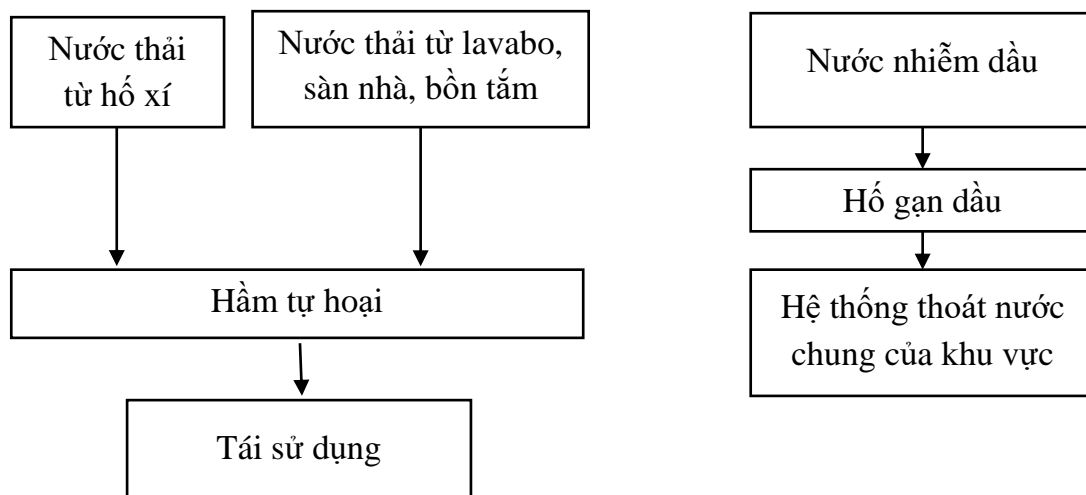 Nước thải
từ hố xí
Nước thải từ lavabo,
sàn nhà, bồn tắm
Nước nhiễm dầu
Hố gạn dầu
Hầm tự hoại
Hệ thống thoát nước
chung của khu vực
Tái sử dụng